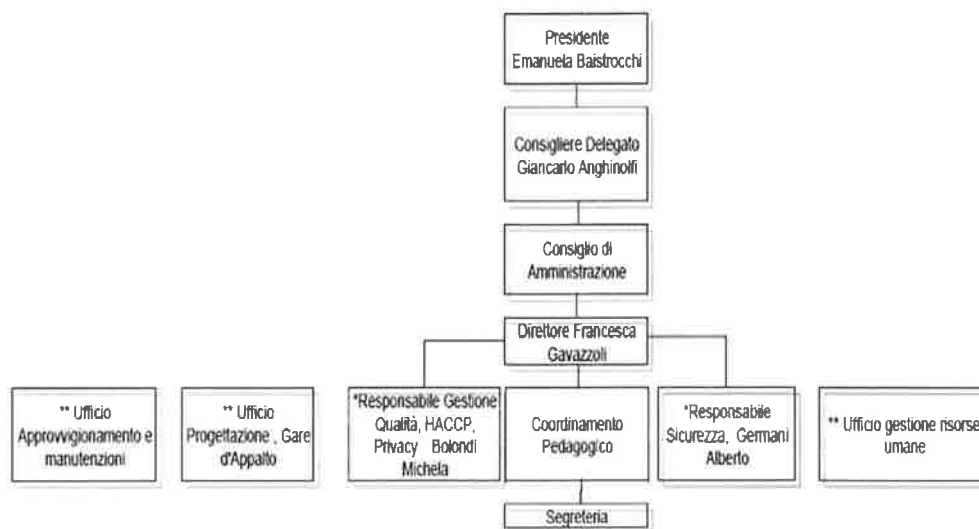 Presidente
Emanuela Baistrocchi
Consigliere Delegato
Giancarlo Anghinolfi
Consiglio di
Amministrazione
Direttore Francesca
Gavazzoli
** Ufficio
Approvvigionamento e
manutenzioni
** Ufficio
Progettazione , Gare
d'Appalto
*Responsabile Gestione
Qualità, HACCP,
Privacy Bolondi
Michela
Coordinamento
Pedagogico
*Responsabile
Sicurezza, Germani
Alberto
** Ufficio gestione risorse
umane
Segreteria